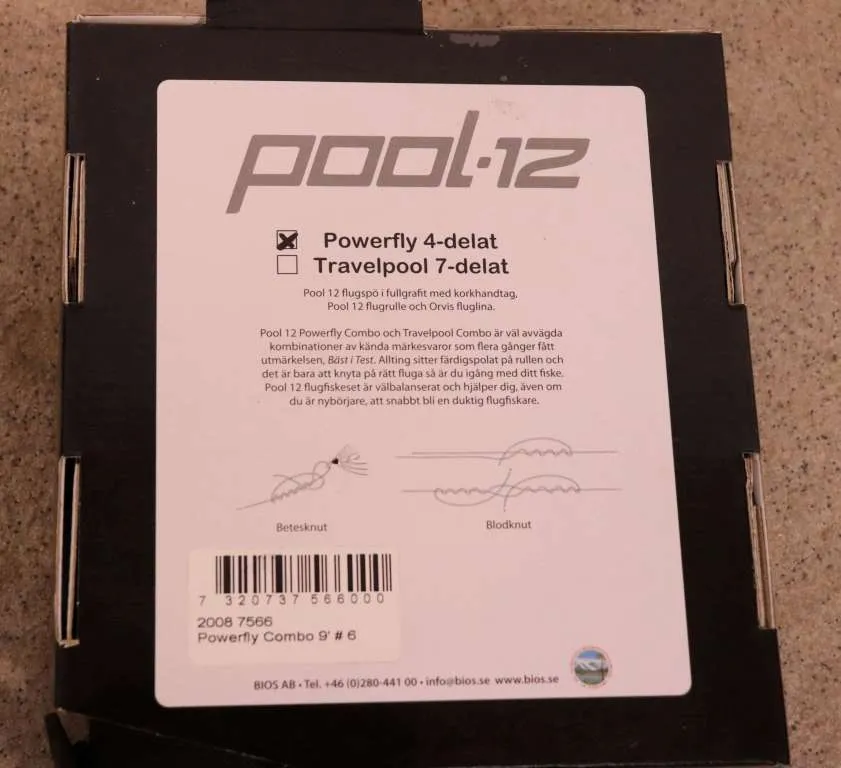 pool·12
Powerfly 4-delat
Travelpool 7-delat
Pool 12 flugspö i fullgrafit med korkhandtag,
Pool 12 flugrulle och Orvis fluglina.
Pool 12 Powerfly Combo och Travelpool Combo är väl avvägda
kombinationer av kända märkesvaror som flera gånger fått
utmärkelsen, Bäst i Test. Allting sitter färdigspolat på rullen och
det är bara att knyta på rätt fluga så är du igång med ditt fiske.
Pool 12 flugfiskeset är välbalanserat och hjälper dig, även om
du är nybörjare, att snabbt bli en duktig flugfiskare.
Betesknut
Blodknut
7 320737 566000
2008 7566
Powerfly Combo 9' # 6
BIOS AB • Tel. +46 (0)280-441 00 • info@bios.se www.bios.se